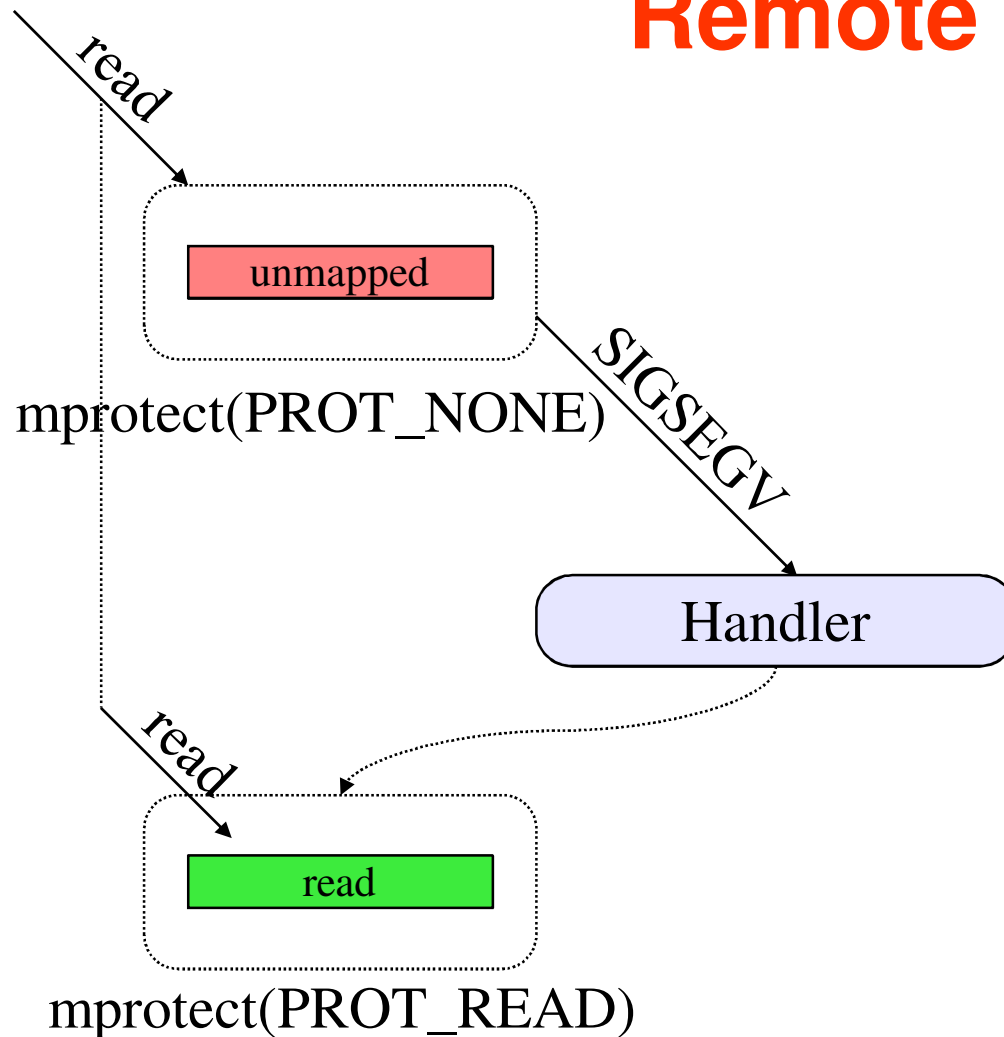 Remote
read
unmapped
mprotect(PROT_NONE)
SIGSEGV
Handler
read
read
mprotect(PROT_READ)